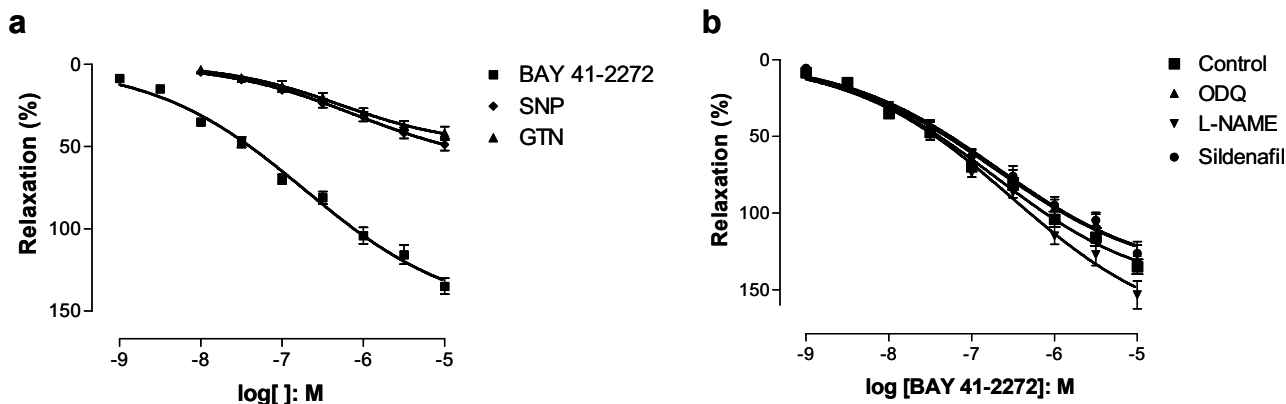 a
Relaxation (%)
0
50
100
150
-9 -8 -7 -6 -5
log[ ]: M
BAY 41-2272
SNP
GTN
b
Relaxation (%)
0
50
100
150
-9 -8 -7 -6 -5
log [BAY 41-2272]: M
Control
ODQ
L-NAME
Sildenafil